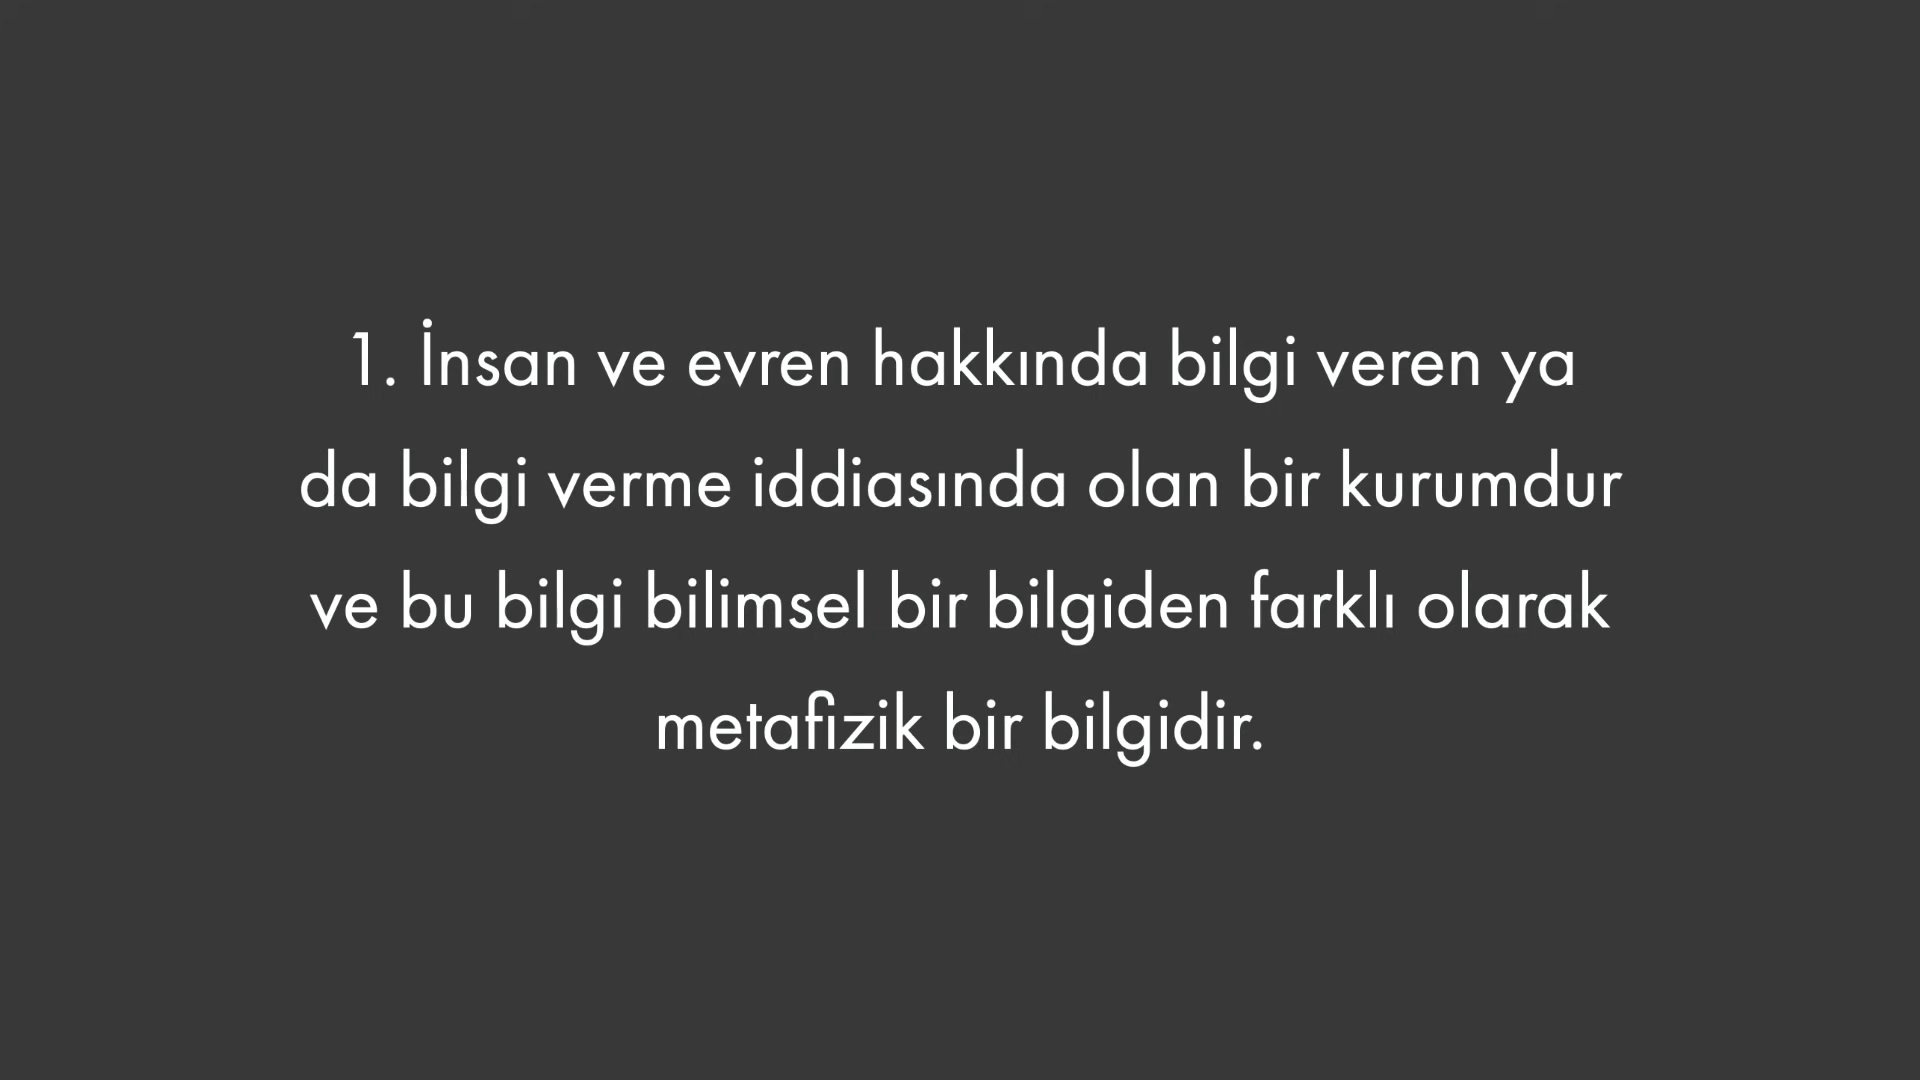 1. İnsan ve evren hakkında bilgi veren ya
da bilgi verme iddiasında olan bir kurumdur
ve bu bilgi bilimsel bir bilgiden farklı olarak
metafizik bir bilgidir.